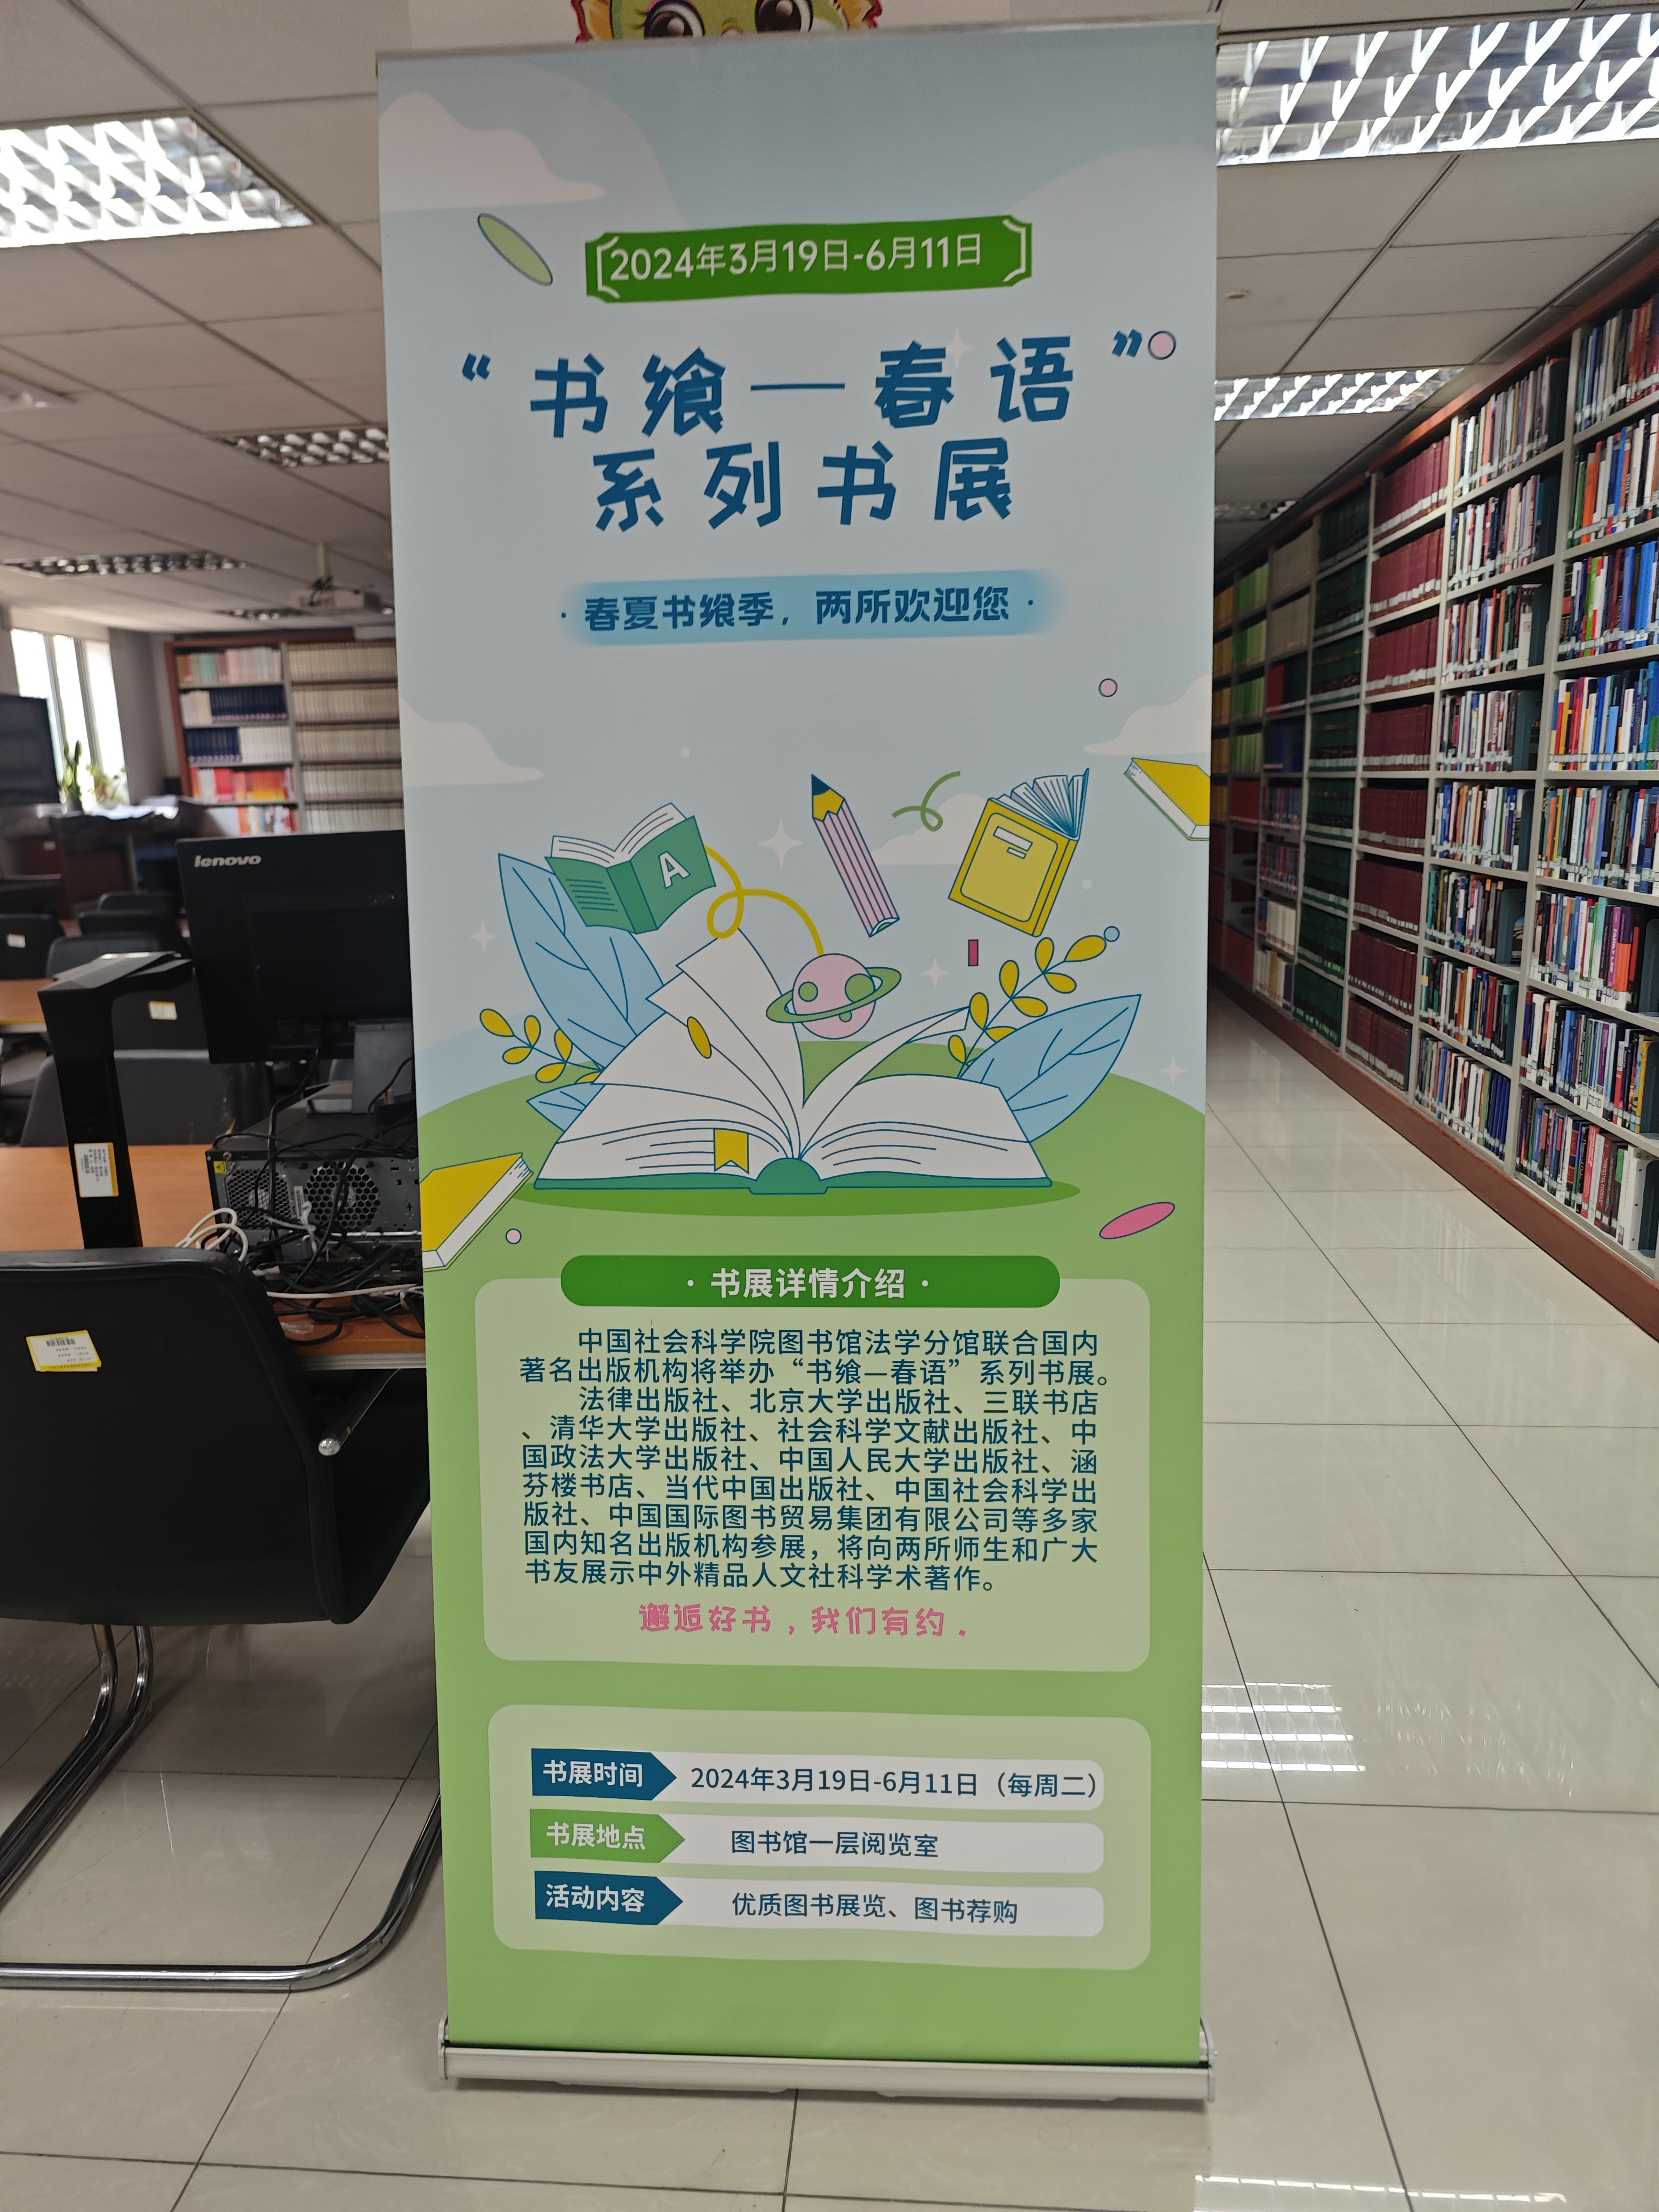 2024年3月19日-6月11日
“书飨—春语”
系列书展
·春夏书飨季，两所欢迎您·
A
lenovo
·书展详情介绍·
中国社会科学院图书馆法学分馆联合国内
著名出版机构将举办“书飨—春语”系列书展。
法律出版社、北京大学出版社、三联书店
、清华大学出版社、社会科学文献出版社、中
国政法大学出版社、中国人民大学出版社、涵
芬楼书店、当代中国出版社、中国社会科学出
版社、中国国际图书贸易集团有限公司等多家
国内知名出版机构参展，将向两所师生和广大
书友展示中外精品人文社科学术著作。
邂逅好书，我们有约.
书展时间 2024年3月19日-6月11日（每周二）
书展地点 图书馆一层阅览室
活动内容 优质图书展览、图书荐购